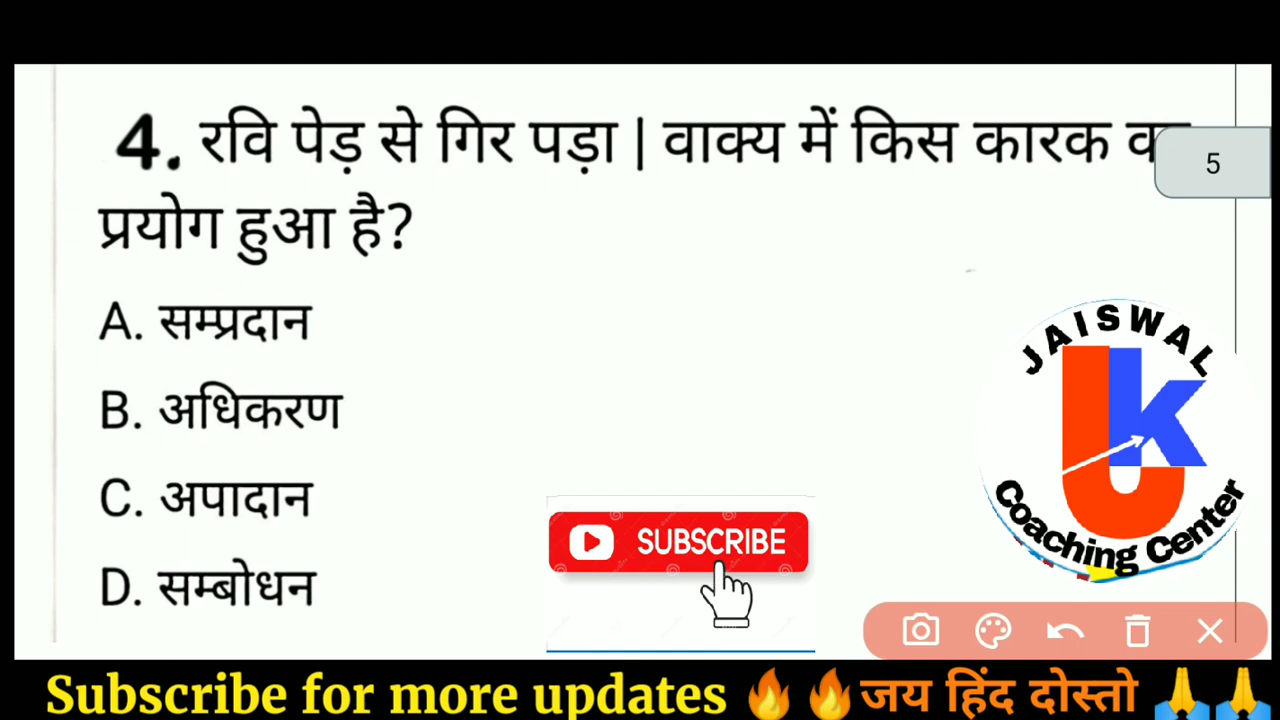 4. रवि पेड़ से गिर पड़ा | वाक्य में किस कारक
प्रयोग हुआ है?
5
A. सम्प्रदान
B. अधिकरण
C. अपादान
D. सम्बोधन
SUBSCRIBE
JAISWAL
UK
Coaching Center
Subscribe for more updates 🔥🔥जय हिंद दोस्तो 🙏🙏